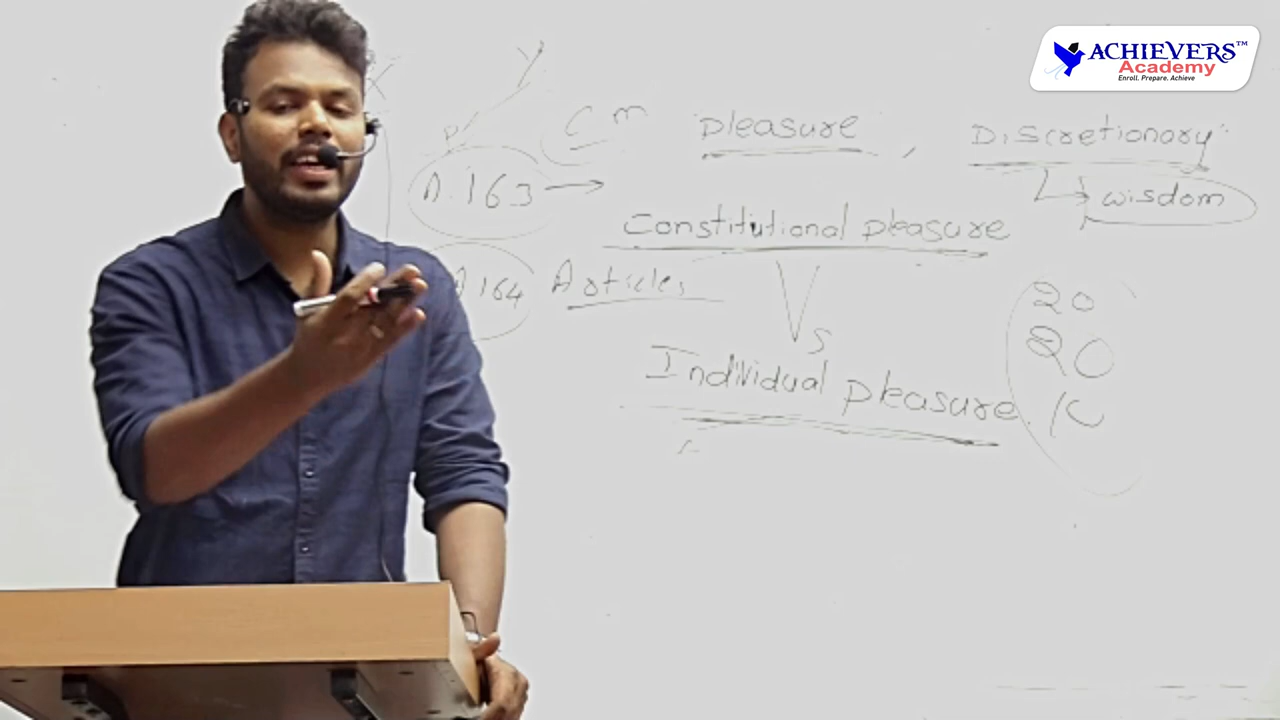 ACHIEVERS™
Academy
Enroll. Prepare. Achieve
X Y
P
Cm pleasure, Discretionary
A.163 → wisdom
Constitutional pleasure
164 Articles
Vs
20
20
Individual pleasure